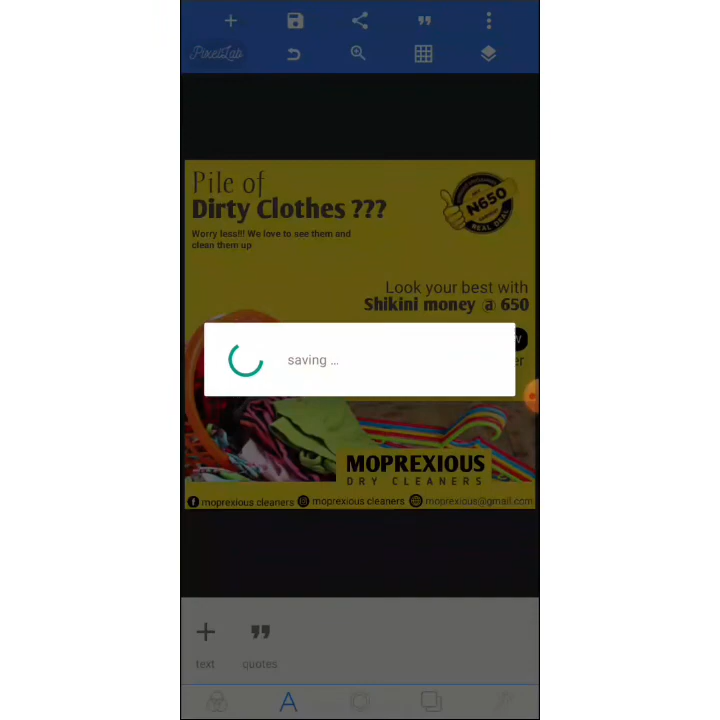 PixelLab
Pile of
Dirty Clothes ???
Worry less!!! We love to see them and
clean them up
N650
REAL DEAL
Look your best with
Shikini money @ 650
saving ...
MOPREXIOUS
DRY CLEANERS
moprexious cleaners moprexious cleaners moprexious@gmail.com
text quotes